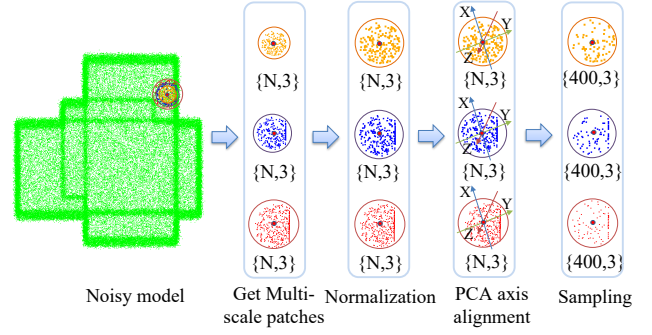 {N,3}
{N,3}
X
Y
Z
{N,3}
{400,3}
{N,3}
{N,3}
X
Y
Z
{N,3}
{400,3}
{N,3}
{N,3}
X
Y
Z
{N,3}
{400,3}
Noisy model
Get Multi-
scale patches
Normalization
PCA axis
alignment
Sampling